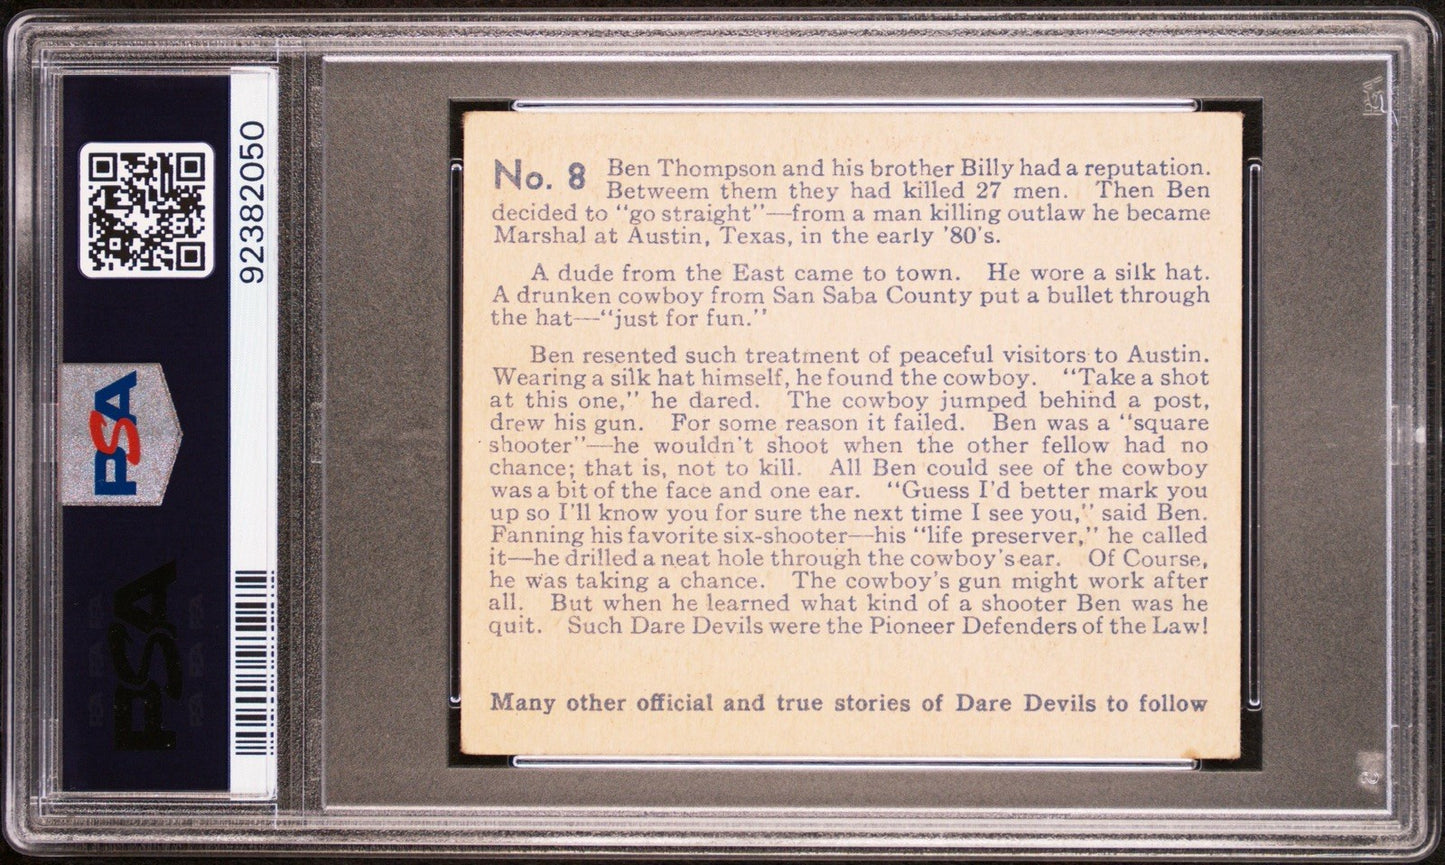 92382050
PSA
PSA
No. 8 Ben Thompson and his brother Billy had a reputation.
Betweem them they had killed 27 men. Then Ben
decided to "go straight"—from a man killing outlaw he became
Marshal at Austin, Texas, in the early '80's.
A dude from the East came to town. He wore a silk hat.
A drunken cowboy from San Saba County put a bullet through
the hat—"just for fun."
Ben resented such treatment of peaceful visitors to Austin.
Wearing a silk hat himself, he found the cowboy. "Take a shot
at this one," he dared. The cowboy jumped behind a post,
drew his gun. For some reason it failed. Ben was a "square
shooter"—he wouldn't shoot when the other fellow had no
chance; that is, not to kill. All Ben could see of the cowboy
was a bit of the face and one ear. "Guess I'd better mark you
up so I'll know you for sure the next time I see you," said Ben.
Fanning his favorite six-shooter—his "life preserver," he called
it—he drilled a neat hole through the cowboy's ear. Of Course,
he was taking a chance. The cowboy's gun might work after
all. But when he learned what kind of a shooter Ben was he
quit. Such Dare Devils were the Pioneer Defenders of the Law!
Many other official and true stories of Dare Devils to follow